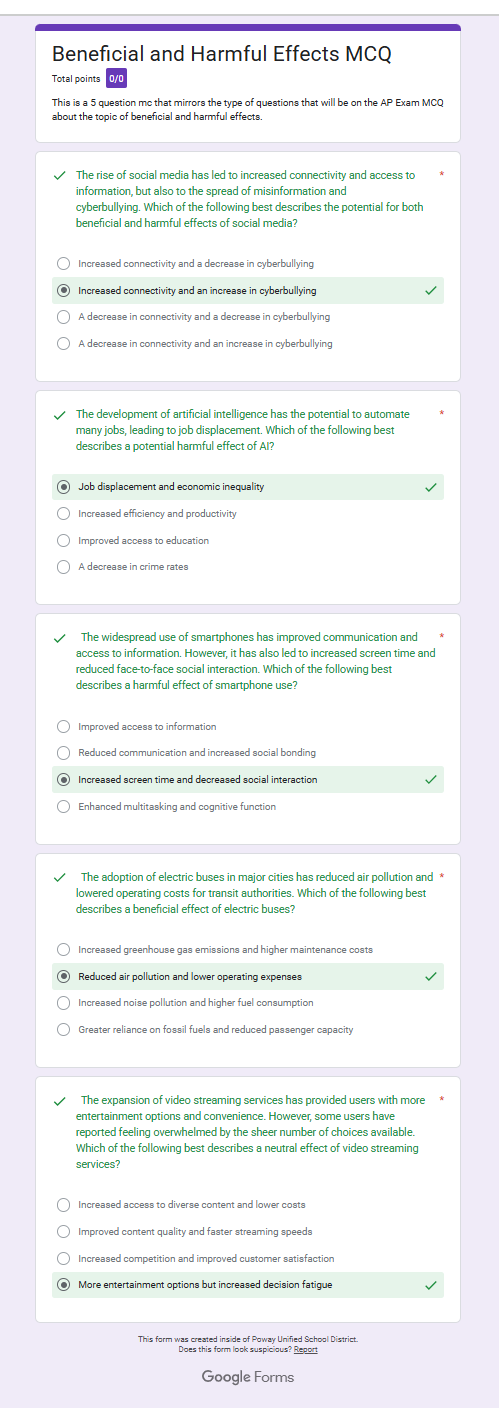 Beneficial and Harmful Effects MCQ
Total points 0/0
This is a 5 question mc that mirrors the type of questions that will be on the AP Exam MCQ
about the topic of beneficial and harmful effects.
The rise of social media has led to increased connectivity and access to *
information, but also to the spread of misinformation and
cyberbullying. Which of the following best describes the potential for both
beneficial and harmful effects of social media?
Increased connectivity and a decrease in cyberbullying
Increased connectivity and an increase in cyberbullying
A decrease in connectivity and a decrease in cyberbullying
A decrease in connectivity and an increase in cyberbullying
The development of artificial intelligence has the potential to automate *
many jobs, leading to job displacement. Which of the following best
describes a potential harmful effect of AI?
Job displacement and economic inequality
Increased efficiency and productivity
Improved access to education
A decrease in crime rates
The widespread use of smartphones has improved communication and *
access to information. However, it has also led to increased screen time and
reduced face-to-face social interaction. Which of the following best
describes a harmful effect of smartphone use?
Improved access to information
Reduced communication and increased social bonding
Increased screen time and decreased social interaction
Enhanced multitasking and cognitive function
The adoption of electric buses in major cities has reduced air pollution and *
lowered operating costs for transit authorities. Which of the following best
describes a beneficial effect of electric buses?
Increased greenhouse gas emissions and higher maintenance costs
Reduced air pollution and lower operating expenses
Increased noise pollution and higher fuel consumption
Greater reliance on fossil fuels and reduced passenger capacity
The expansion of video streaming services has provided users with more *
entertainment options and convenience. However, some users have
reported feeling overwhelmed by the sheer number of choices available.
Which of the following best describes a neutral effect of video streaming
services?
Increased access to diverse content and lower costs
Improved content quality and faster streaming speeds
Increased competition and improved customer satisfaction
More entertainment options but increased decision fatigue
This form was created inside of Poway Unified School District.
Does this form look suspicious? Report
Google Forms